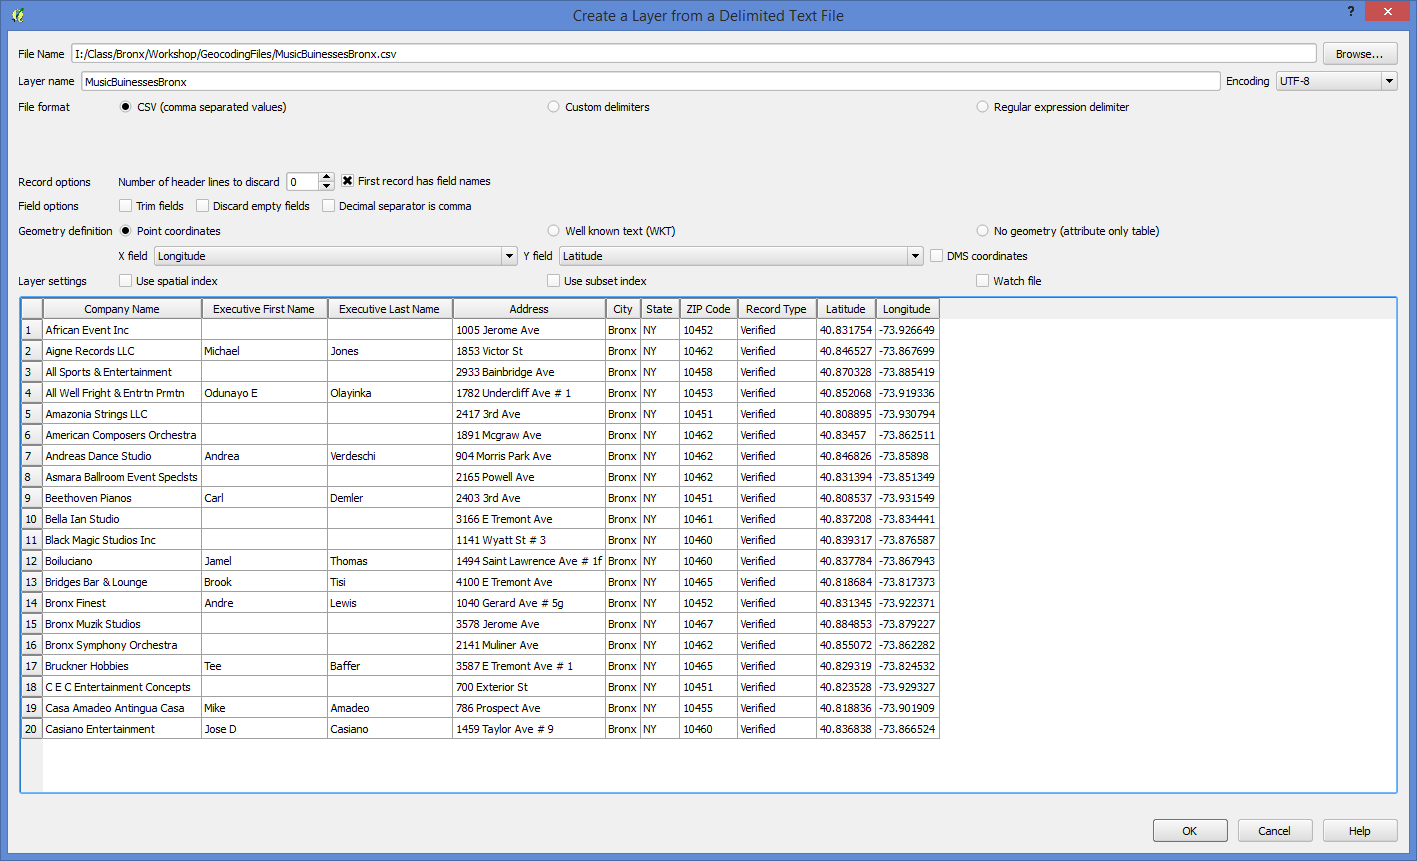 Create a Layer from a Delimited Text File ?
File Name I:/Class/Bronx/Workshop/GeocodingFiles/MusicBuinessesBronx.csv Browse...
Layer name MusicBuinessesBronx Encoding UTF-8
File format CSV (comma separated values) Custom delimiters Regular expression delimiter
Record options Number of header lines to discard 0 First record has field names
Field options Trim fields Discard empty fields Decimal separator is comma
Geometry definition Point coordinates Well known text (WKT) No geometry (attribute only table)
X field Longitude Y field Latitude DMS coordinates
Layer settings Use spatial index Use subset index Watch file
Company Name Executive First Name Executive Last Name Address City State ZIP Code Record Type Latitude Longitude
1 African Event Inc 1005 Jerome Ave Bronx NY 10452 Verified 40.831754 -73.926649
2 Aigne Records LLC Michael Jones 1853 Victor St Bronx NY 10462 Verified 40.846527 -73.867699
3 All Sports & Entertainment 2933 Bainbridge Ave Bronx NY 10458 Verified 40.870328 -73.885419
4 All Well Fright & Entrtn Prmtn Odunayo E Olayinka 1782 Undercliff Ave # 1 Bronx NY 10453 Verified 40.852068 -73.919336
5 Amazonia Strings LLC 2417 3rd Ave Bronx NY 10451 Verified 40.808895 -73.930794
6 American Composers Orchestra 1891 Mcgraw Ave Bronx NY 10462 Verified 40.83457 -73.862511
7 Andreas Dance Studio Andrea Verdeschi 904 Morris Park Ave Bronx NY 10462 Verified 40.846826 -73.85898
8 Asmara Ballroom Event Speclsts 2165 Powell Ave Bronx NY 10462 Verified 40.831394 -73.851349
9 Beethoven Pianos Carl Demler 2403 3rd Ave Bronx NY 10451 Verified 40.808537 -73.931549
10 Bella Ian Studio 3166 E Tremont Ave Bronx NY 10461 Verified 40.837208 -73.834441
11 Black Magic Studios Inc 1141 Wyatt St # 3 Bronx NY 10460 Verified 40.839317 -73.876587
12 Boiluciano Jamel Thomas 1494 Saint Lawrence Ave # 1f Bronx NY 10460 Verified 40.837784 -73.867943
13 Bridges Bar & Lounge Brook Tisi 4100 E Tremont Ave Bronx NY 10465 Verified 40.818684 -73.817373
14 Bronx Finest Andre Lewis 1040 Gerard Ave # 5g Bronx NY 10452 Verified 40.831345 -73.922371
15 Bronx Muzik Studios 3578 Jerome Ave Bronx NY 10467 Verified 40.884853 -73.879227
16 Bronx Symphony Orchestra 2141 Muliner Ave Bronx NY 10462 Verified 40.855072 -73.862282
17 Bruckner Hobbies Tee Baffer 3587 E Tremont Ave # 1 Bronx NY 10465 Verified 40.829319 -73.824532
18 C E C Entertainment Concepts 700 Exterior St Bronx NY 10451 Verified 40.823528 -73.929327
19 Casa Amadeo Antingua Casa Mike Amadeo 786 Prospect Ave Bronx NY 10455 Verified 40.818836 -73.901909
20 Casiano Entertainment Jose D Casiano 1459 Taylor Ave # 9 Bronx NY 10460 Verified 40.836838 -73.866524
OK Cancel Help